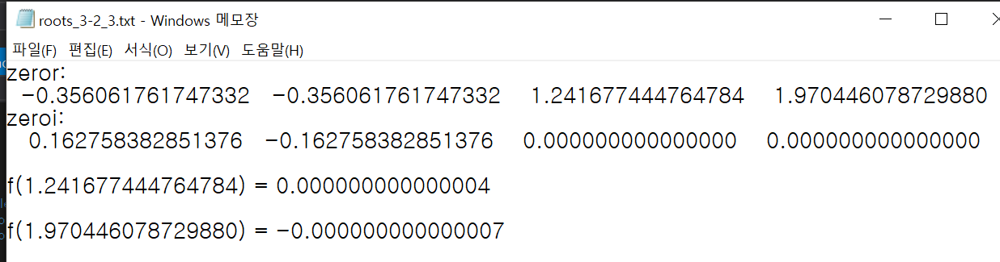 roots_3-2_3.txt - Windows 메모장
파일(F) 편집(E) 서식(O) 보기(V) 도움말(H)
zeror:
-0.356061761747332 -0.356061761747332 1.241677444764784 1.970446078729880
zeroi:
0.162758382851376 -0.162758382851376 0.000000000000000 0.000000000000000
f(1.241677444764784) = 0.000000000000004
f(1.970446078729880) = -0.000000000000007